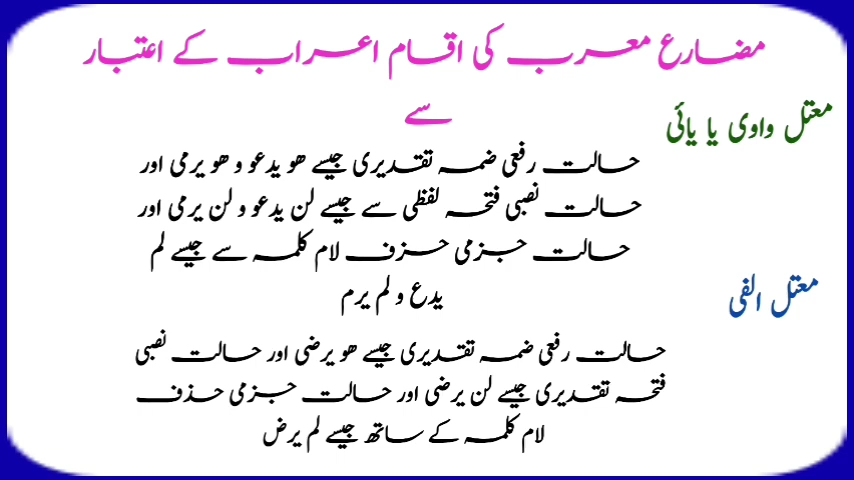 مضارع معرب کی اقسام اعراب کے اعتبار
سے
معتل واوی یا یائی
حالت رفعی ضمہ تقدیری جیسے ھو یدعو و ھو یرمی اور
حالت نصبی فتحہ لفظی سے جیسے لن یدعو و لن یرمی اور
حالت جزمی حزف لام کلمہ سے جیسے لم
یدع و لم یرم
معتل الفی
حالت رفعی ضمہ تقدیری جیسے ھو یرضی اور حالت نصبی
فتحہ تقدیری جیسے لن یرضی اور حالت جزمی حذف
لام کلمہ کے ساتھ جیسے لم یرض